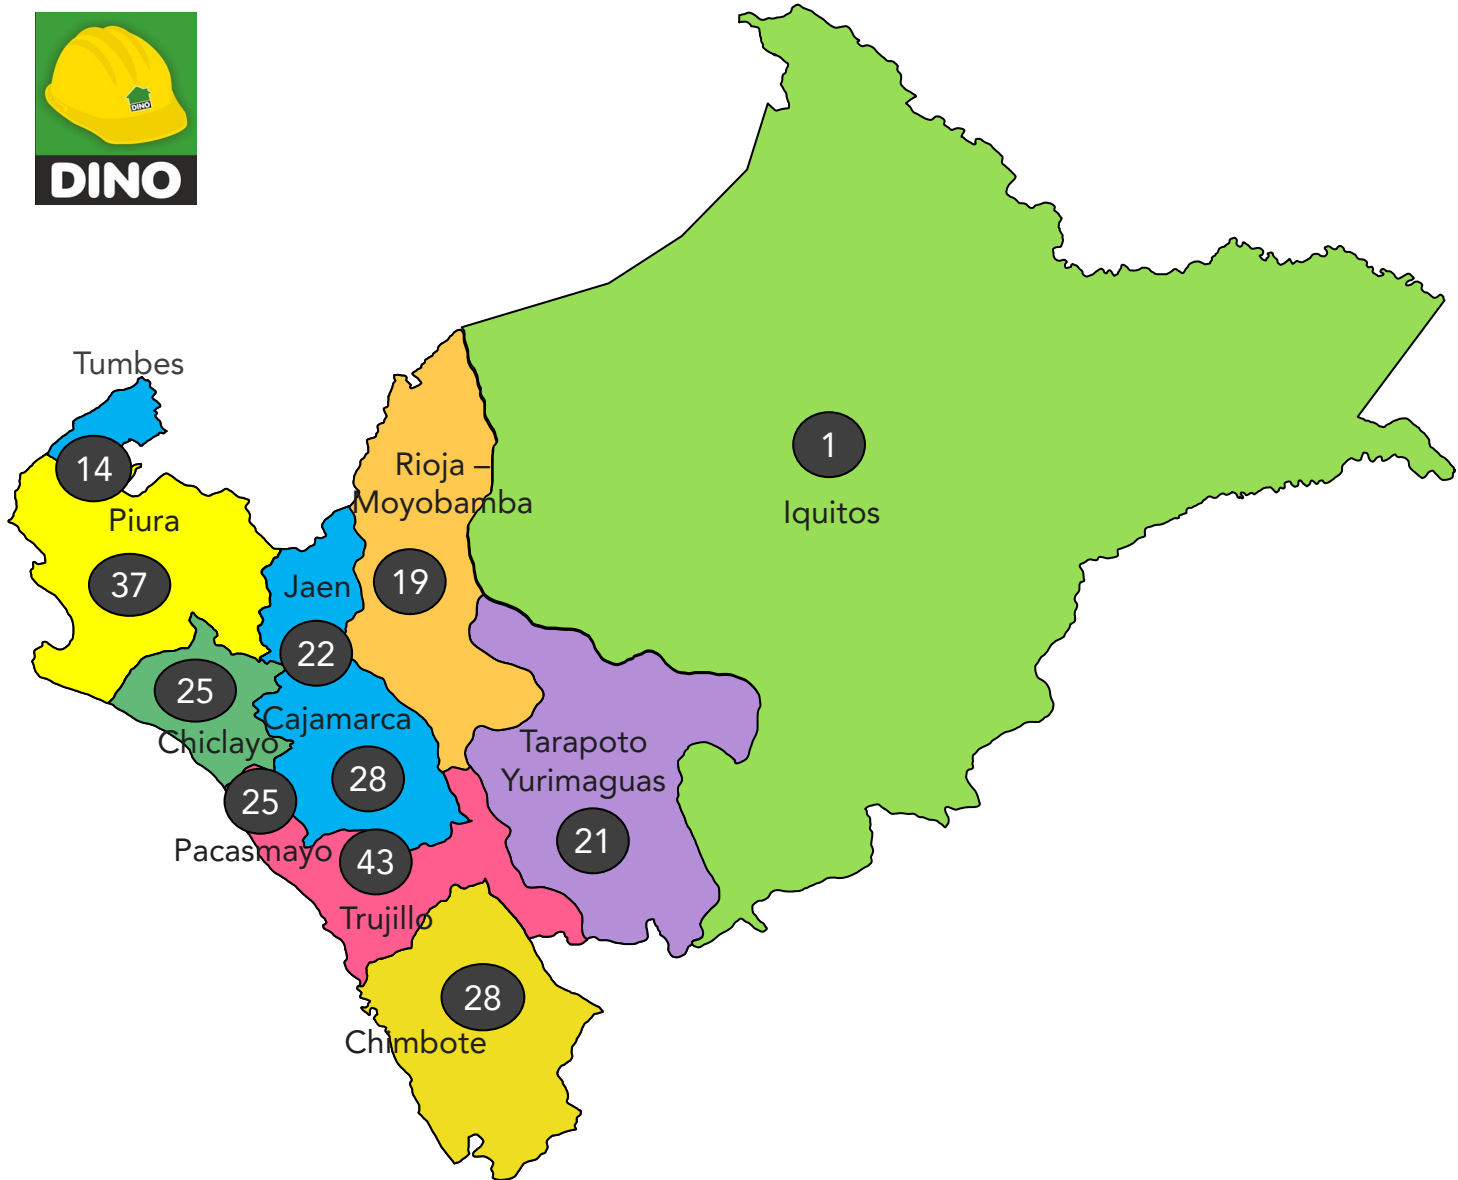 DINO
DINO
Tumbes
14
Piura
37
Rioja –
Moyobamba
19
1
Iquitos
Jaen
22
25
Chiclayo
Cajamarca
28
25
Pacasmayo
43
Trujillo
Tarapoto
Yurimaguas
21
28
Chimbote